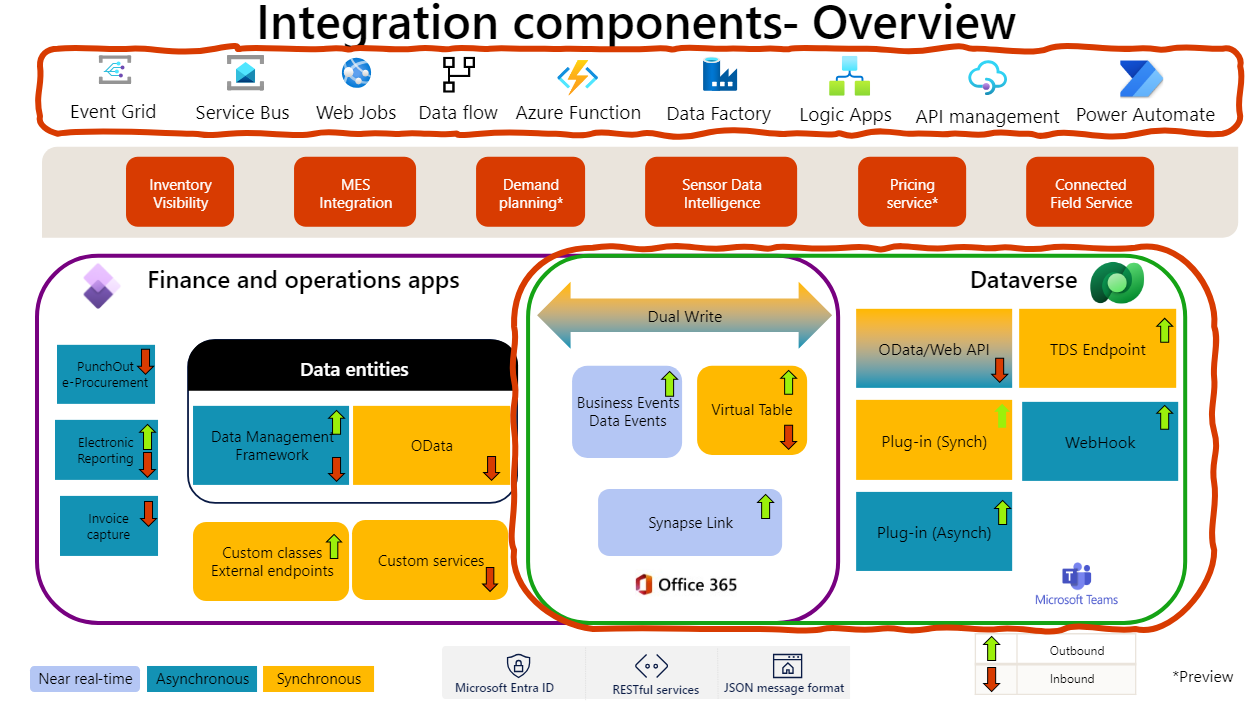 Integration components- Overview
Event Grid
Service Bus
Web Jobs
Data flow
Azure Function
Data Factory
Logic Apps
API management
Power Automate
Inventory
Visibility
MES
Integration
Demand
planning*
Sensor Data
Intelligence
Pricing
service*
Connected
Field Service
Finance and operations apps
Dataverse
PunchOut
e-Procurement
Electronic
Reporting
Invoice
capture
Data entities
Data Management
Framework
OData
Custom classes
External endpoints
Custom services
Dual Write
Business Events
Data Events
Virtual Table
Synapse Link
Office 365
OData/Web API
TDS Endpoint
Plug-in (Synch)
WebHook
Plug-in (Asynch)
Microsoft Teams
Near real-time
Asynchronous
Synchronous
Microsoft Entra ID
RESTful services
JSON message format
Outbound
Inbound
*Preview